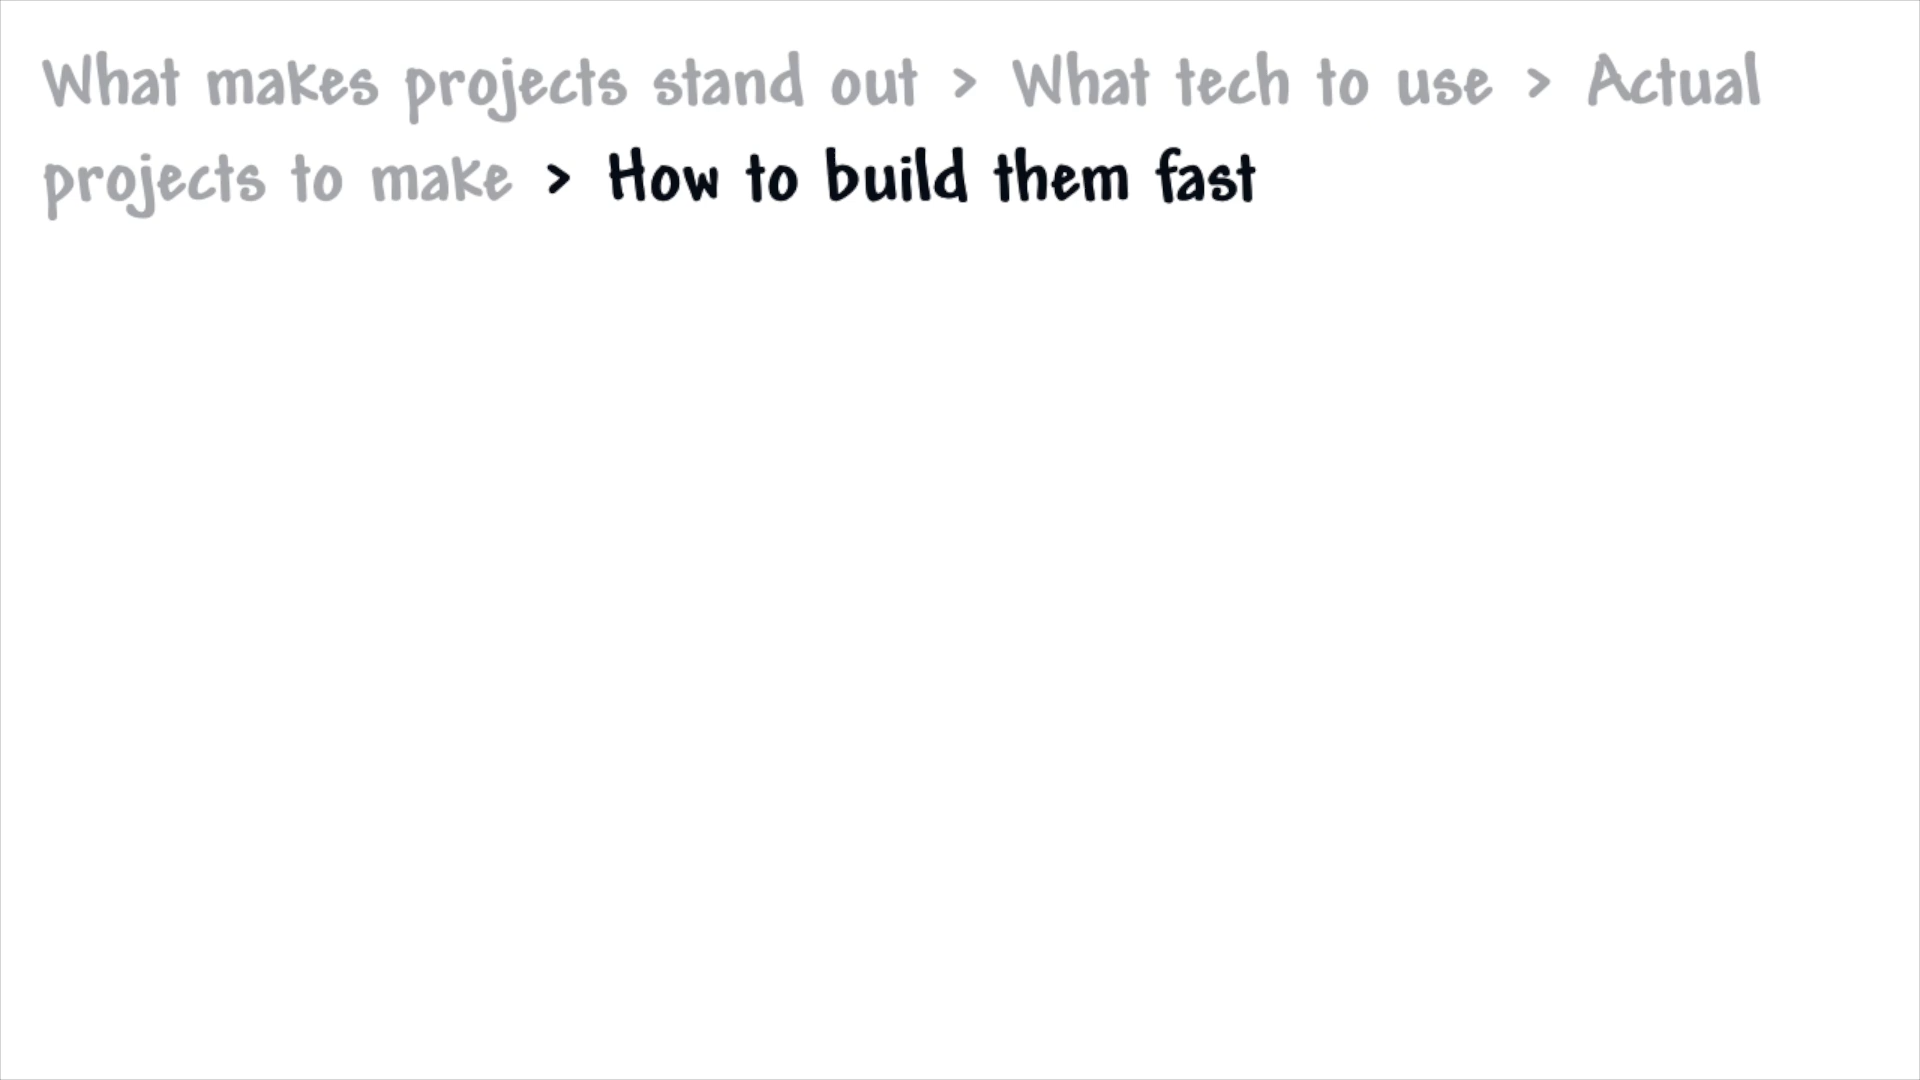 What makes projects stand out > What tech to use > Actual
projects to make > How to build them fast